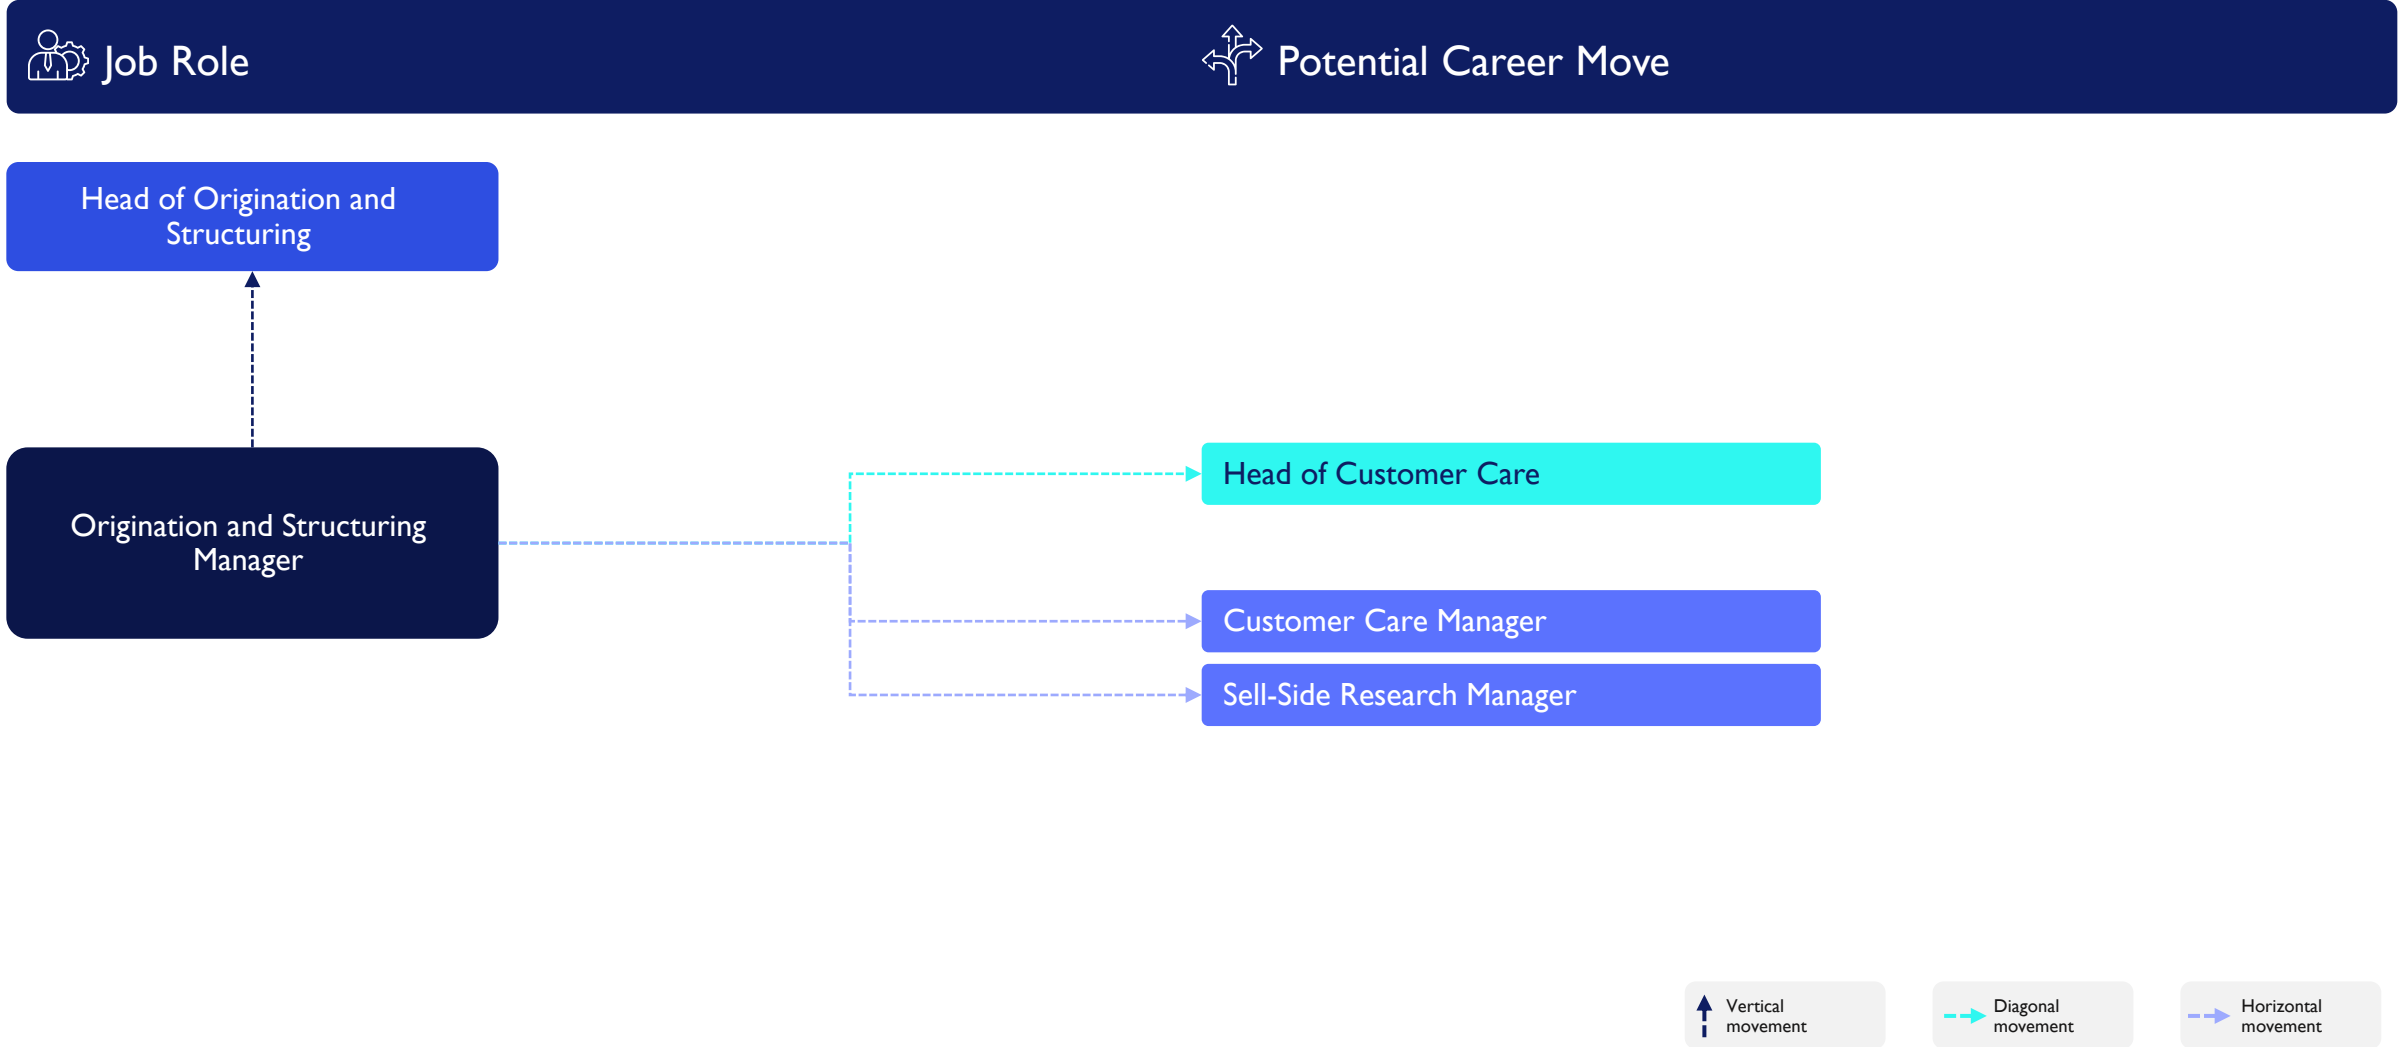 Job Role
Potential Career Move
Head of Origination and
Structuring
Origination and Structuring
Manager
Head of Customer Care
Customer Care Manager
Sell-Side Research Manager
Vertical
movement
Diagonal
movement
Horizontal
movement